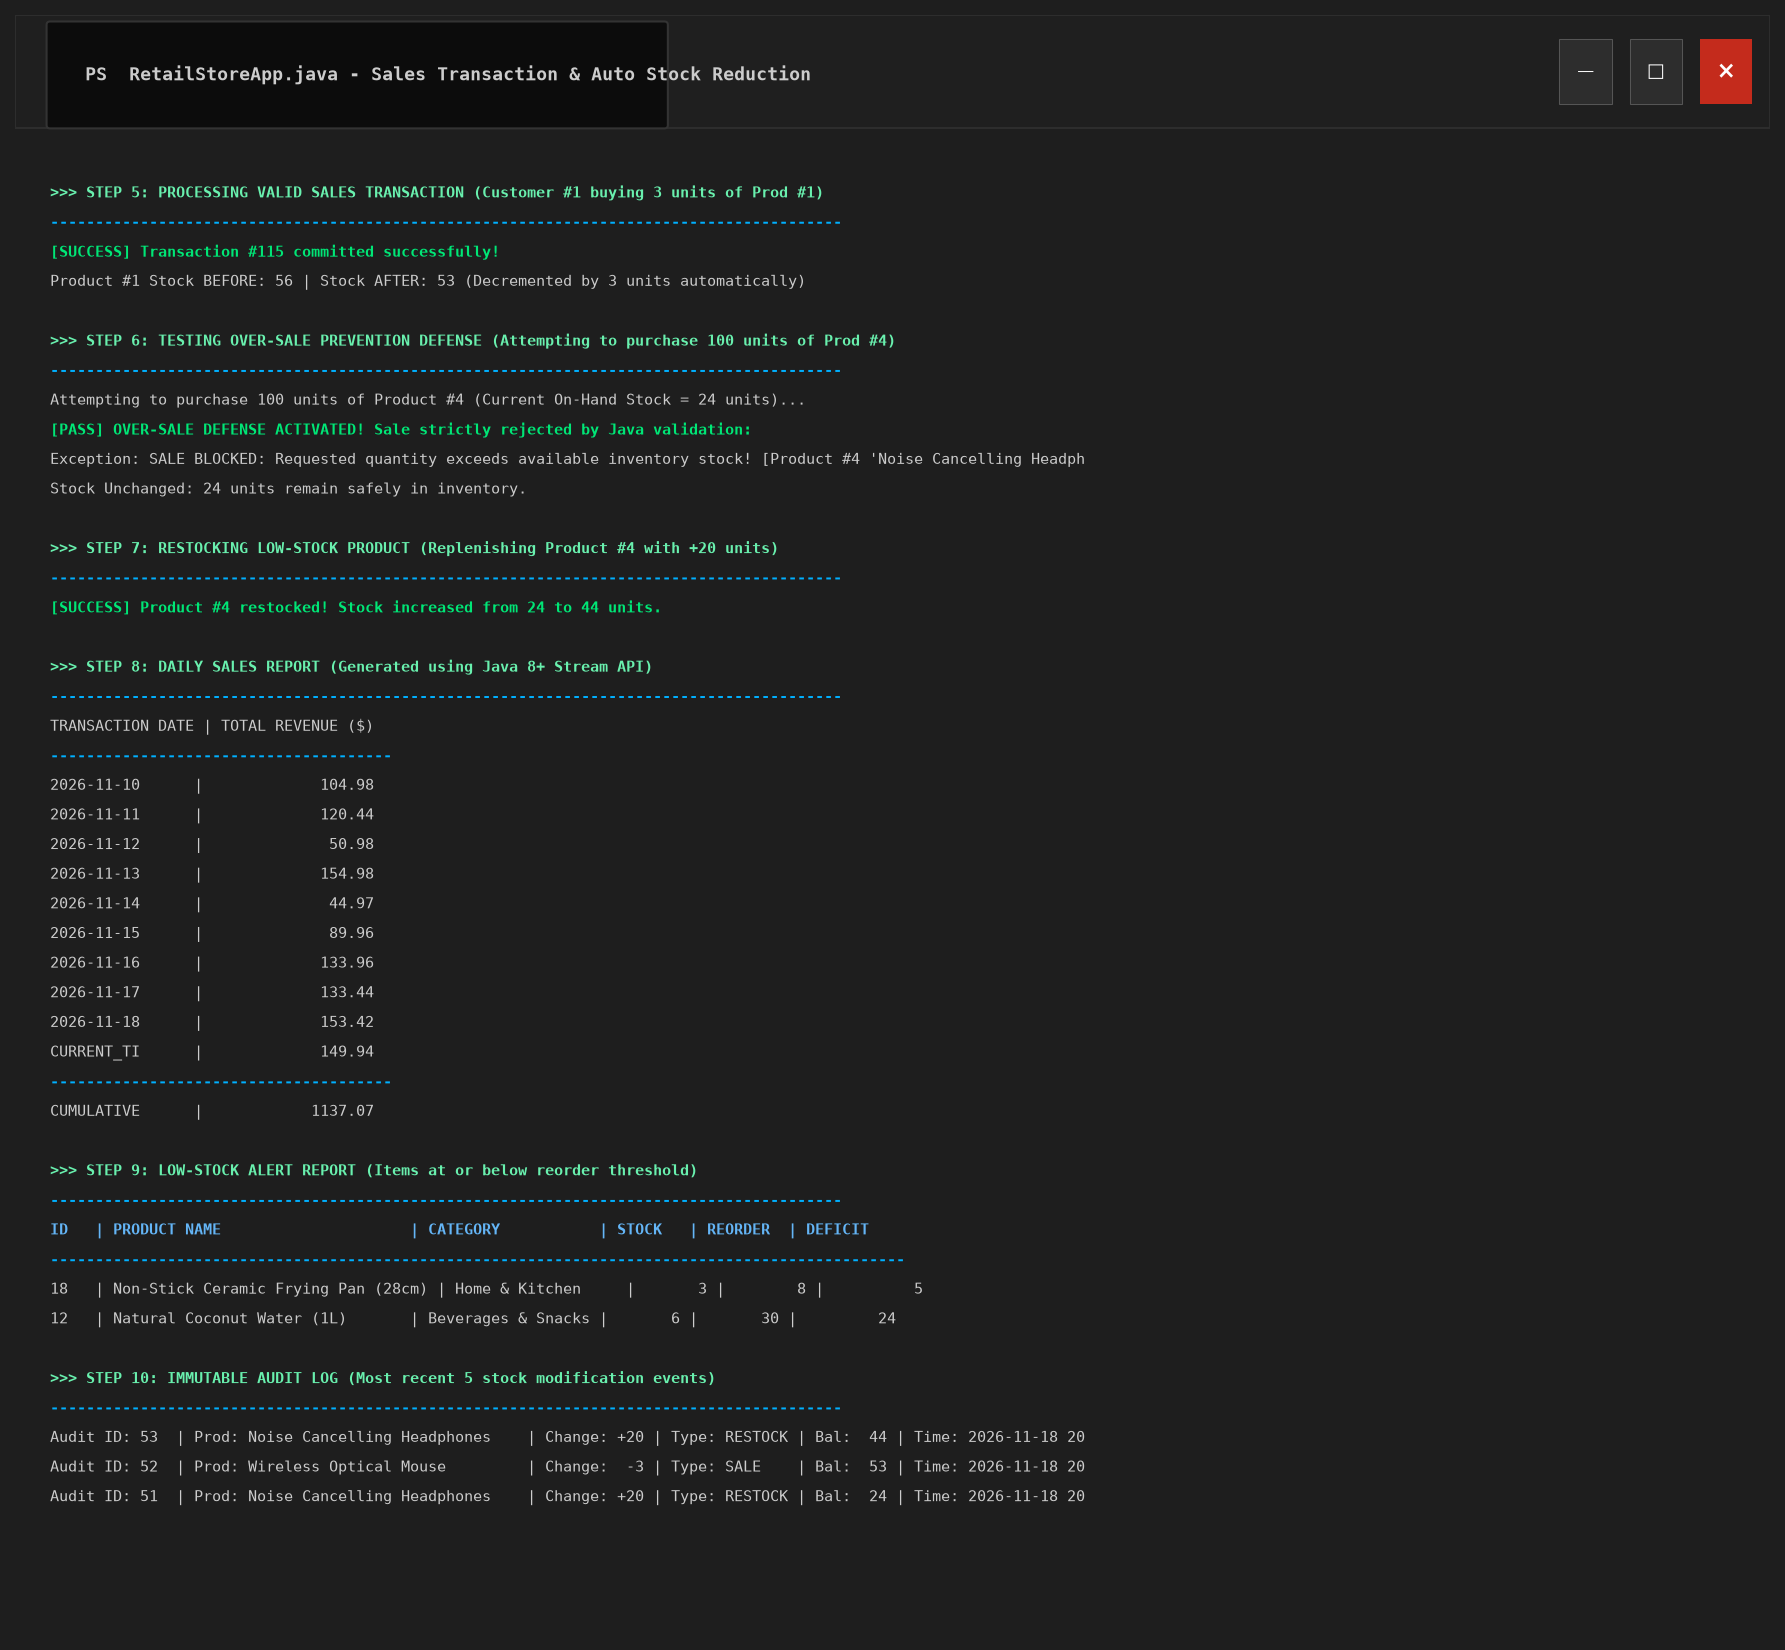 PS  RetailStoreApp.java - Sales Transaction & Auto Stock Reduction
>>> STEP 5: PROCESSING VALID SALES TRANSACTION (Customer #1 buying 3 units of Prod #1)
----------------------------------------------------------------------------------------
[SUCCESS] Transaction #115 committed successfully!
Product #1 Stock BEFORE: 56 | Stock AFTER: 53 (Decremented by 3 units automatically)
>>> STEP 6: TESTING OVER-SALE PREVENTION DEFENSE (Attempting to purchase 100 units of Prod #4)
----------------------------------------------------------------------------------------
Attempting to purchase 100 units of Product #4 (Current On-Hand Stock = 24 units)...
[PASS] OVER-SALE DEFENSE ACTIVATED! Sale strictly rejected by Java validation:
Exception: SALE BLOCKED: Requested quantity exceeds available inventory stock! [Product #4 'Noise Cancelling Headph
Stock Unchanged: 24 units remain safely in inventory.
>>> STEP 7: RESTOCKING LOW-STOCK PRODUCT (Replenishing Product #4 with +20 units)
----------------------------------------------------------------------------------------
[SUCCESS] Product #4 restocked! Stock increased from 24 to 44 units.
>>> STEP 8: DAILY SALES REPORT (Generated using Java 8+ Stream API)
----------------------------------------------------------------------------------------
TRANSACTION DATE | TOTAL REVENUE ($)
--------------------------------------
2026-11-10      |             104.98
2026-11-11      |             120.44
2026-11-12      |              50.98
2026-11-13      |             154.98
2026-11-14      |              44.97
2026-11-15      |              89.96
2026-11-16      |             133.96
2026-11-17      |             133.44
2026-11-18      |             153.42
CURRENT_TI      |             149.94
--------------------------------------
CUMULATIVE      |            1137.07
>>> STEP 9: LOW-STOCK ALERT REPORT (Items at or below reorder threshold)
----------------------------------------------------------------------------------------
ID   | PRODUCT NAME                     | CATEGORY           | STOCK   | REORDER  | DEFICIT
-----------------------------------------------------------------------------------------------
18   | Non-Stick Ceramic Frying Pan (28cm) | Home & Kitchen     |       3 |        8 |          5
12   | Natural Coconut Water (1L)       | Beverages & Snacks |       6 |       30 |         24
>>> STEP 10: IMMUTABLE AUDIT LOG (Most recent 5 stock modification events)
----------------------------------------------------------------------------------------
Audit ID: 53  | Prod: Noise Cancelling Headphones    | Change: +20 | Type: RESTOCK | Bal:  44 | Time: 2026-11-18 20
Audit ID: 52  | Prod: Wireless Optical Mouse         | Change:  -3 | Type: SALE    | Bal:  53 | Time: 2026-11-18 20
Audit ID: 51  | Prod: Noise Cancelling Headphones    | Change: +20 | Type: RESTOCK | Bal:  24 | Time: 2026-11-18 20